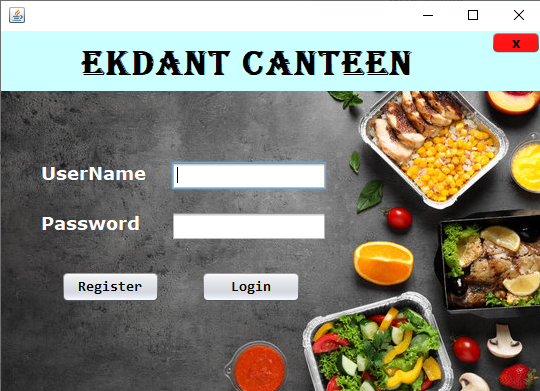 EKDANT CANTEEN
x
UserName
Password
Register
Login